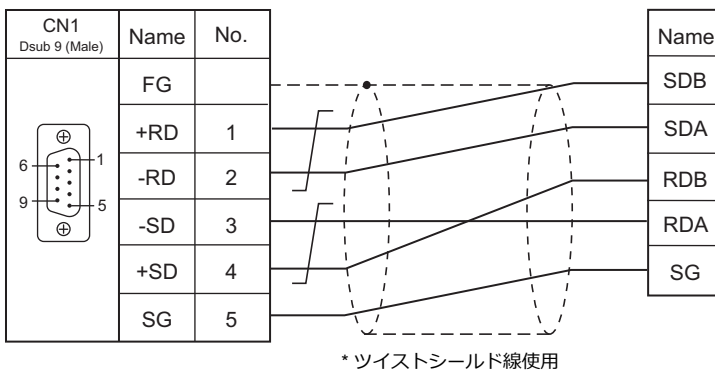 CN1
Dsub 9 (Male)
Name
No.
Name
FG
SDB
+RD
1
SDA
-RD
2
RDB
-SD
3
RDA
+SD
4
SG
SG
5
6
1
9
5
* ツイストシールド線使用